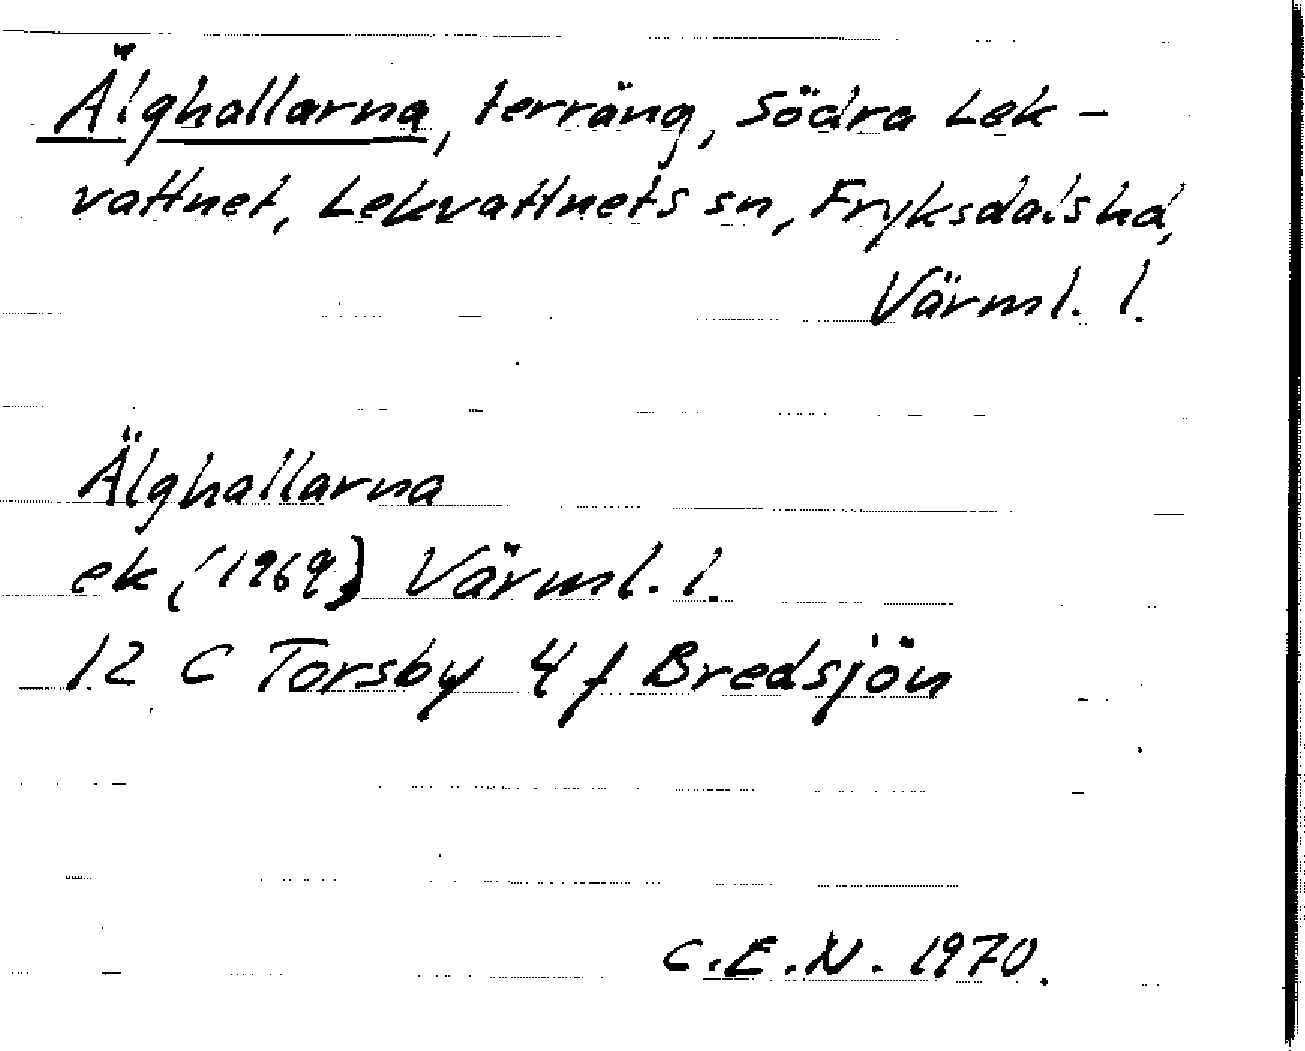 Älghallarna, terräng, Södra Lek-
vattnet, Lekvattnets sn, Fryksdals hd,
Värml. l.
Älghallarna
ek, (1969) Värml. l.
12 C Torsby 4 f Bredsjön
C.E.N. 1970.